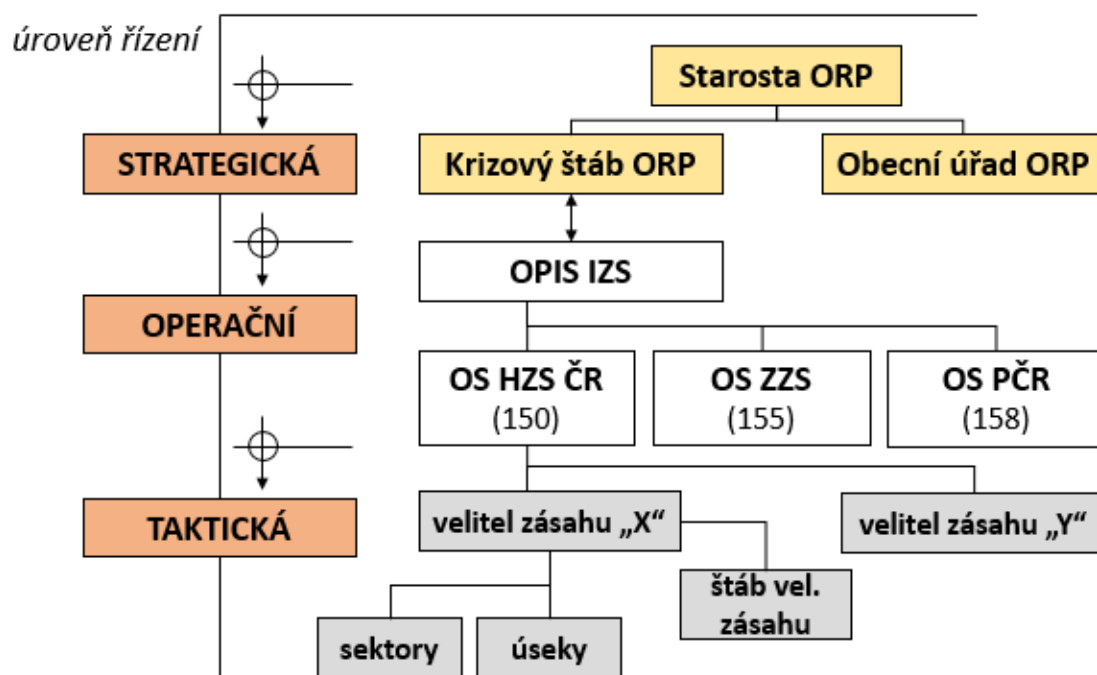 úroveň řízení
Starosta ORP
STRATEGICKÁ
Krizový štáb ORP
Obecní úřad ORP
OPIS IZS
OPERAČNÍ
OS HZS ČR
(150)
OS ZZS
(155)
OS PČR
(158)
TAKTICKÁ
velitel zásahu „X“
velitel zásahu „Y“
štáb vel.
zásahu
sektory
úseky